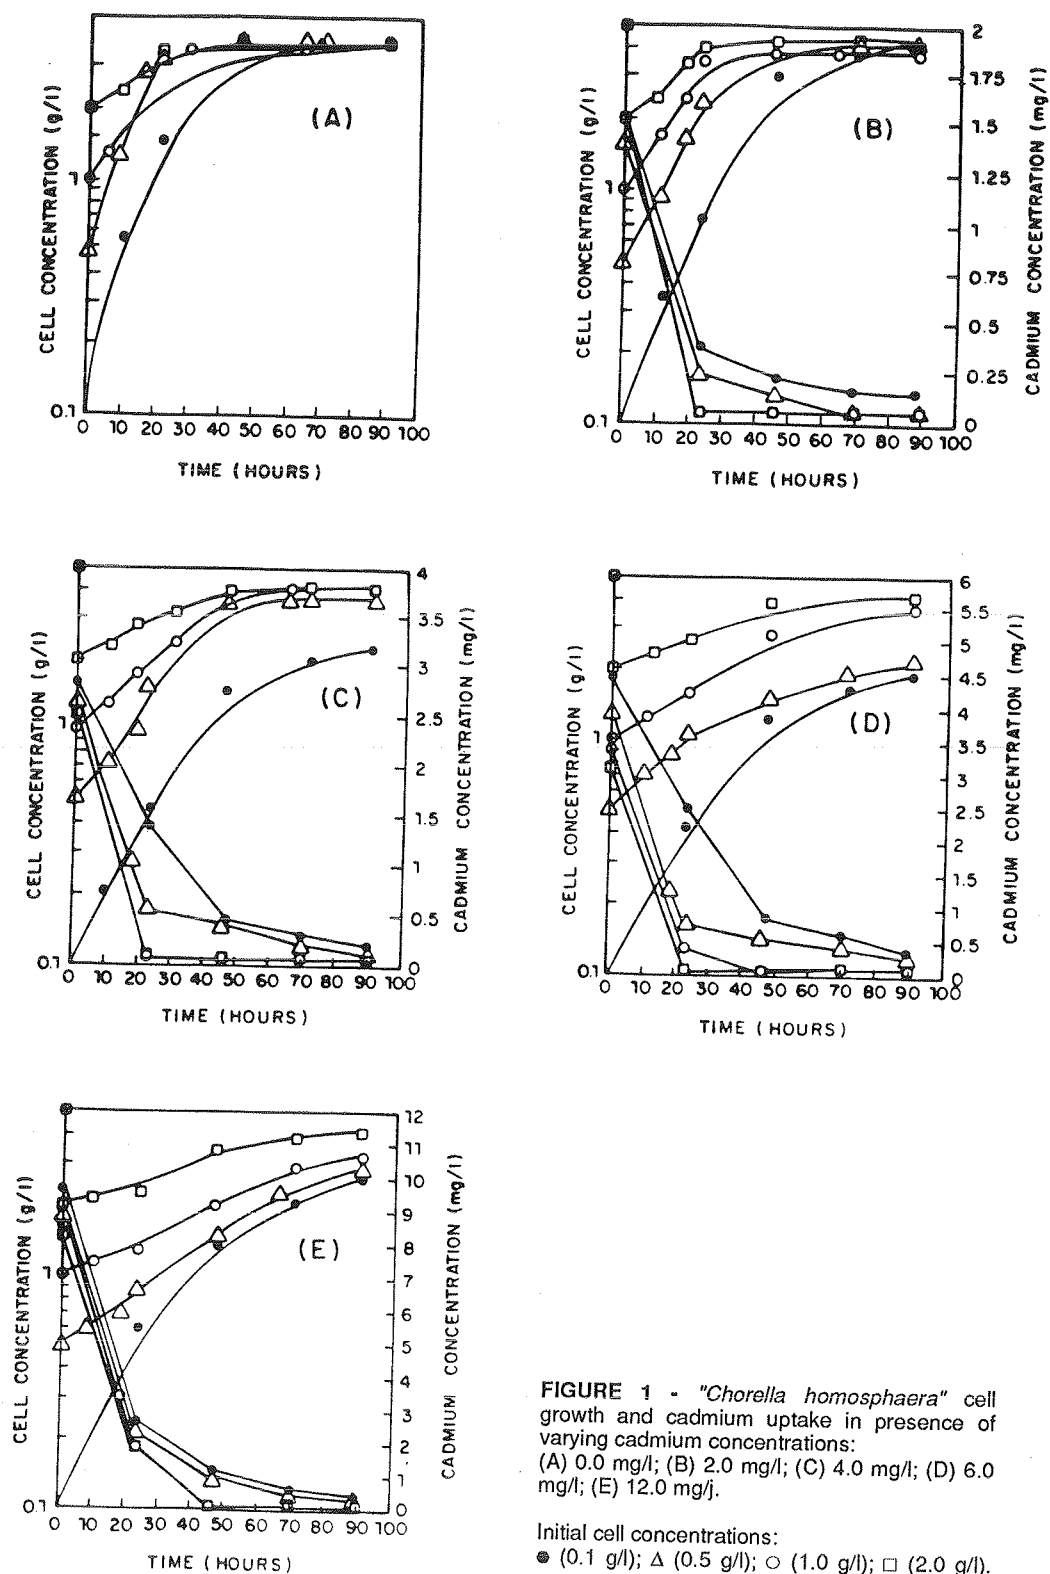 (A)
CELL CONCENTRATION (g/l)
1
0.1
0 10 20 30 40 50 60 70 80 90 100
TIME (HOURS)
(B)
CELL CONCENTRATION (g/l)
1
0.1
2
1.75
1.5
1.25
1
0.75
0.5
0.25
0
CADMIUM CONCENTRATION (mg/l)
0 10 20 30 40 50 60 70 80 90 100
TIME (HOURS)
(C)
CELL CONCENTRATION (g/l)
1
0.1
4
3.5
3
2.5
2
1.5
1
0.5
0
CADMIUM CONCENTRATION (mg/l)
0 10 20 30 40 50 60 70 80 90 100
TIME (HOURS)
(D)
CELL CONCENTRATION (g/l)
1
0.1
6
5.5
5
4.5
4
3.5
3
2.5
2
1.5
1
0.5
0
CADMIUM CONCENTRATION (mg/l)
0 10 20 30 40 50 60 70 80 90 100
TIME (HOURS)
(E)
CELL CONCENTRATION (g/l)
1
0.1
12
11
10
9
8
7
6
5
4
3
2
1
0
CADMIUM CONCENTRATION (mg/l)
0 10 20 30 40 50 60 70 80 90 100
TIME (HOURS)
FIGURE 1 - "Chorella homosphaera" cell
growth and cadmium uptake in presence of
varying cadmium concentrations:
(A) 0.0 mg/l; (B) 2.0 mg/l; (C) 4.0 mg/l; (D) 6.0
mg/l; (E) 12.0 mg/j.
Initial cell concentrations:
● (0.1 g/l); Δ (0.5 g/l); ○ (1.0 g/l); □ (2.0 g/l).